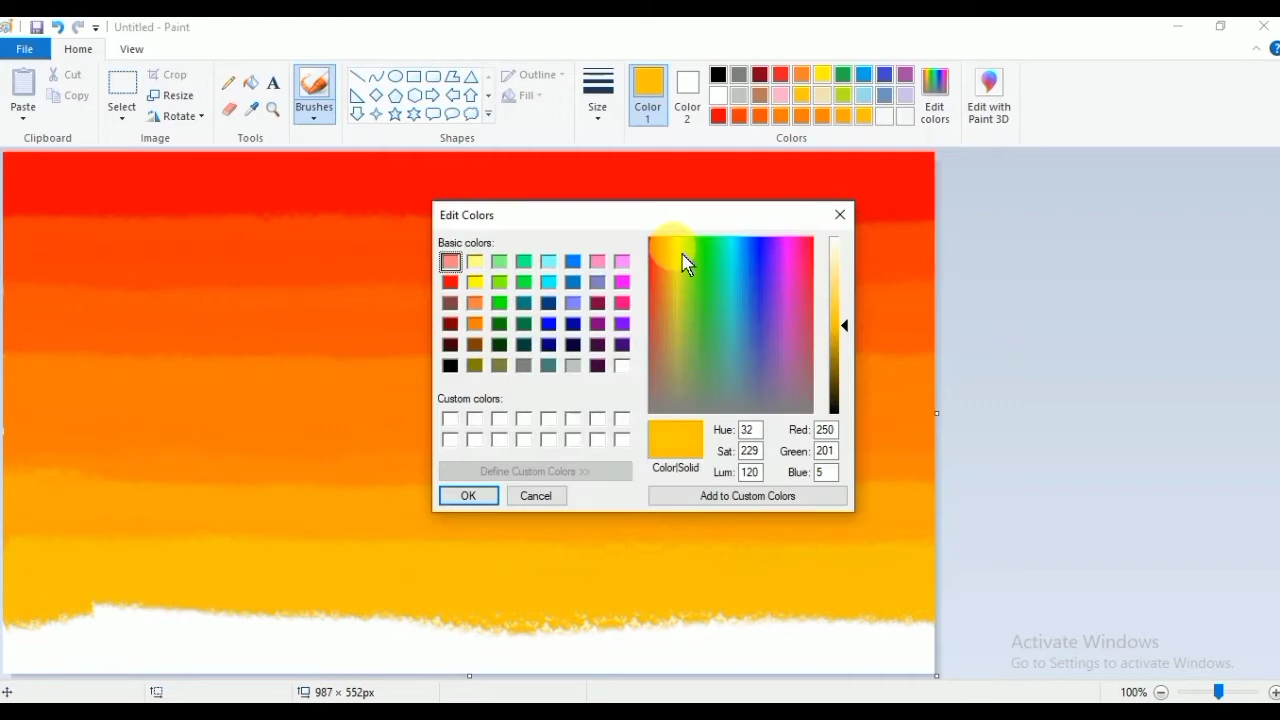 Untitled - Paint
File Home View
Paste
Cut
Copy
Clipboard
Select
Crop
Resize
Rotate
Image
A
Tools
Brushes
Shapes
Outline
Fill
Size
Color 1
Color 2
Edit colors
Colors
Edit with Paint 3D
?
Edit Colors
Basic colors:
Custom colors:
Define Custom Colors >>
OK Cancel
Color|Solid
Hue: 32 Red: 250
Sat: 229 Green: 201
Lum: 120 Blue: 5
Add to Custom Colors
Activate Windows
Go to Settings to activate Windows.
987 × 552px
100%